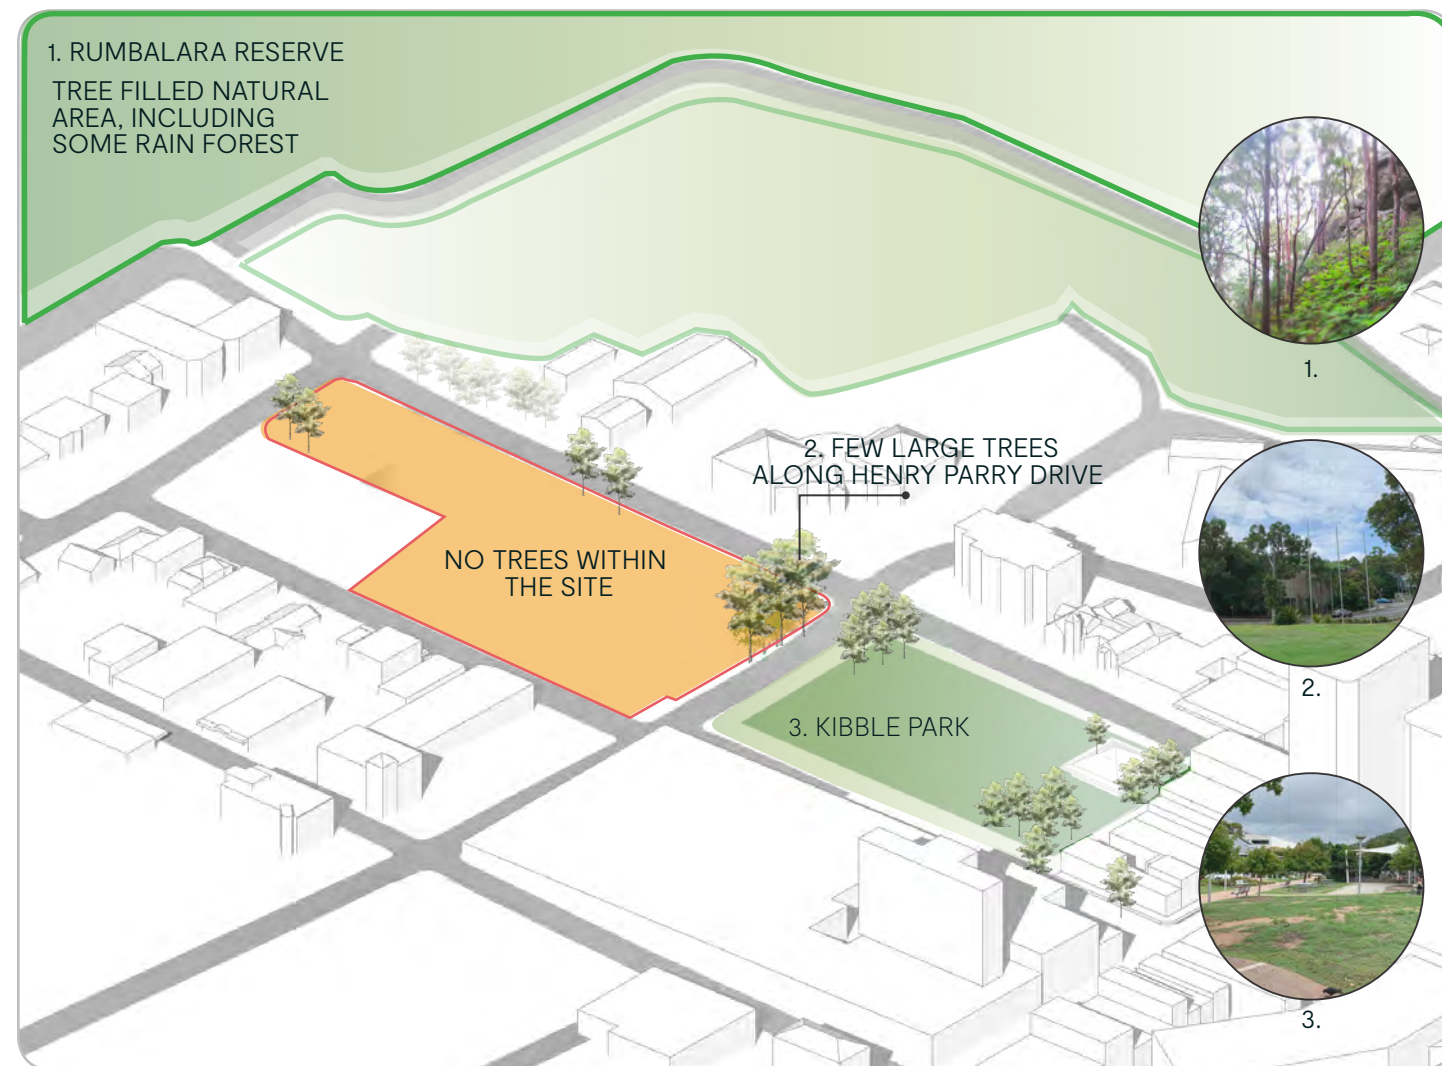 1. RUMBALARA RESERVE
TREE FILLED NATURAL
AREA, INCLUDING
SOME RAIN FOREST
1.
2. FEW LARGE TREES
ALONG HENRY PARRY DRIVE
NO TREES WITHIN
THE SITE
2.
3. KIBBLE PARK
3.